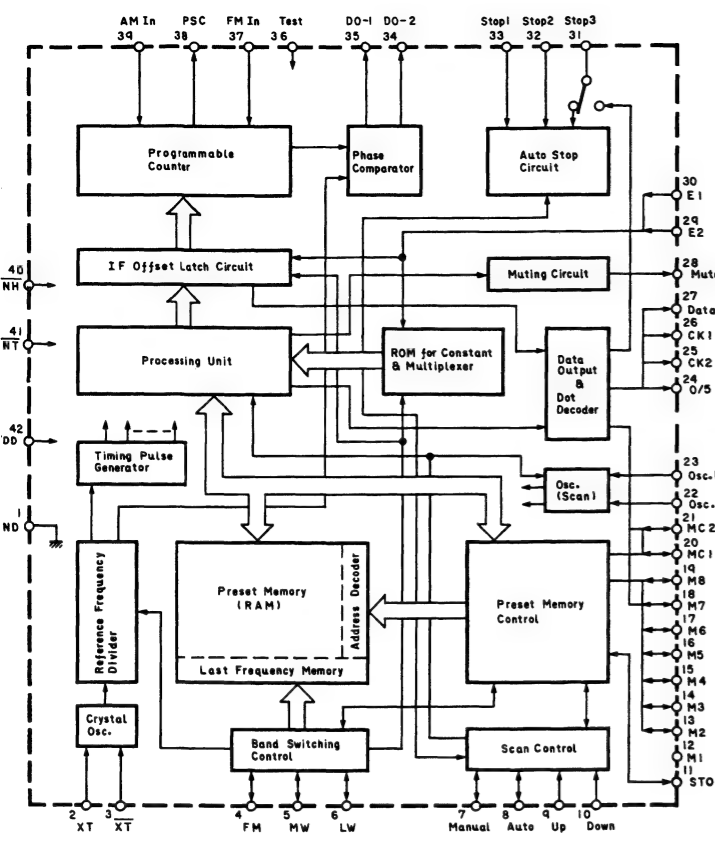 AM In PSC FM In Test DO-1 DO-2 Stop1 Stop2 Stop3
39 38 37 36 35 34 33 32 31
Programmable
Counter
Phase
Comparator
Auto Stop
Circuit
30
E1
29
E2
IF Offset Latch Circuit
Muting Circuit
28
Mute
40
NH
27
Data
26
CK1
25
CK2
24
O/5
41
NT
Processing Unit
ROM for Constant
& Multiplexer
Data
Output
&
Dot
Decoder
42
DD
Timing Pulse
Generator
Osc.
(Scan)
23
Osc.
22
Osc.
1
ND
21
MC2
20
MC1
19
M8
18
M7
17
M6
16
M5
15
M4
14
M3
13
M2
12
M1
11
STO
Reference Frequency
Divider
Preset Memory
(RAM)
Address Decoder
Last Frequency Memory
Preset Memory
Control
Crystal
Osc.
Band Switching
Control
Scan Control
2 3 4 5 6 7 8 9 10
XT XT FM MW LW Manual Auto Up Down